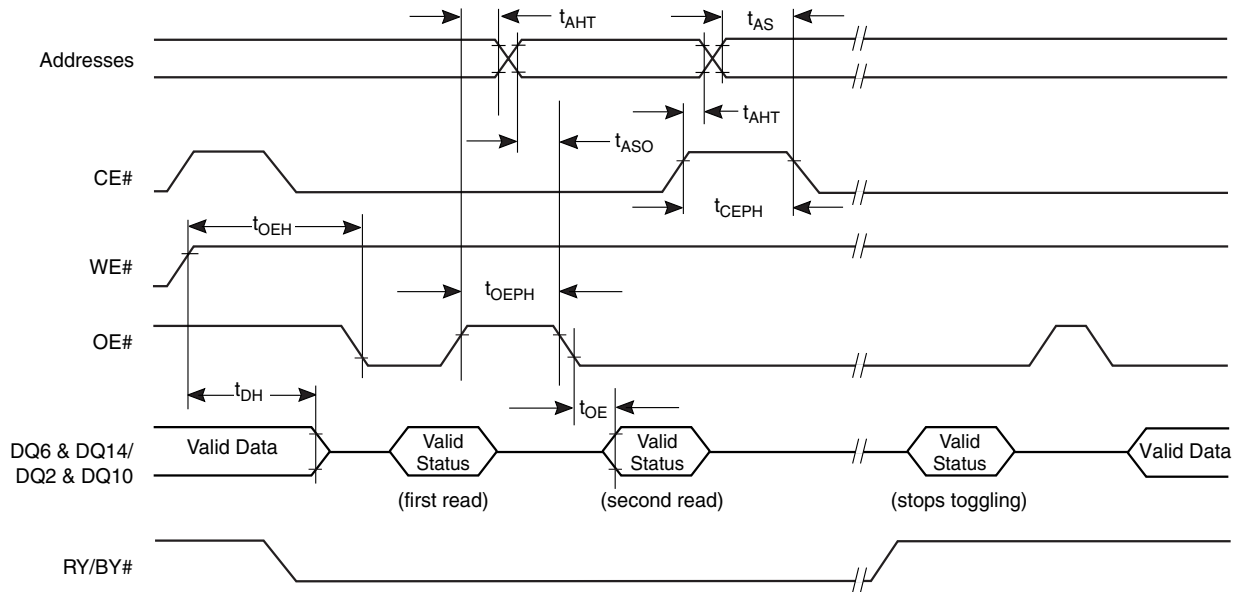 tAHT
tAS
Addresses
tAHT
tASO
CE#
tCEPH
tOEH
WE#
tOEPH
OE#
tDH
tOE
DQ6 & DQ14/
DQ2 & DQ10
Valid Data
Valid
Status
Valid
Status
Valid
Status
Valid Data
(first read)
(second read)
(stops toggling)
RY/BY#